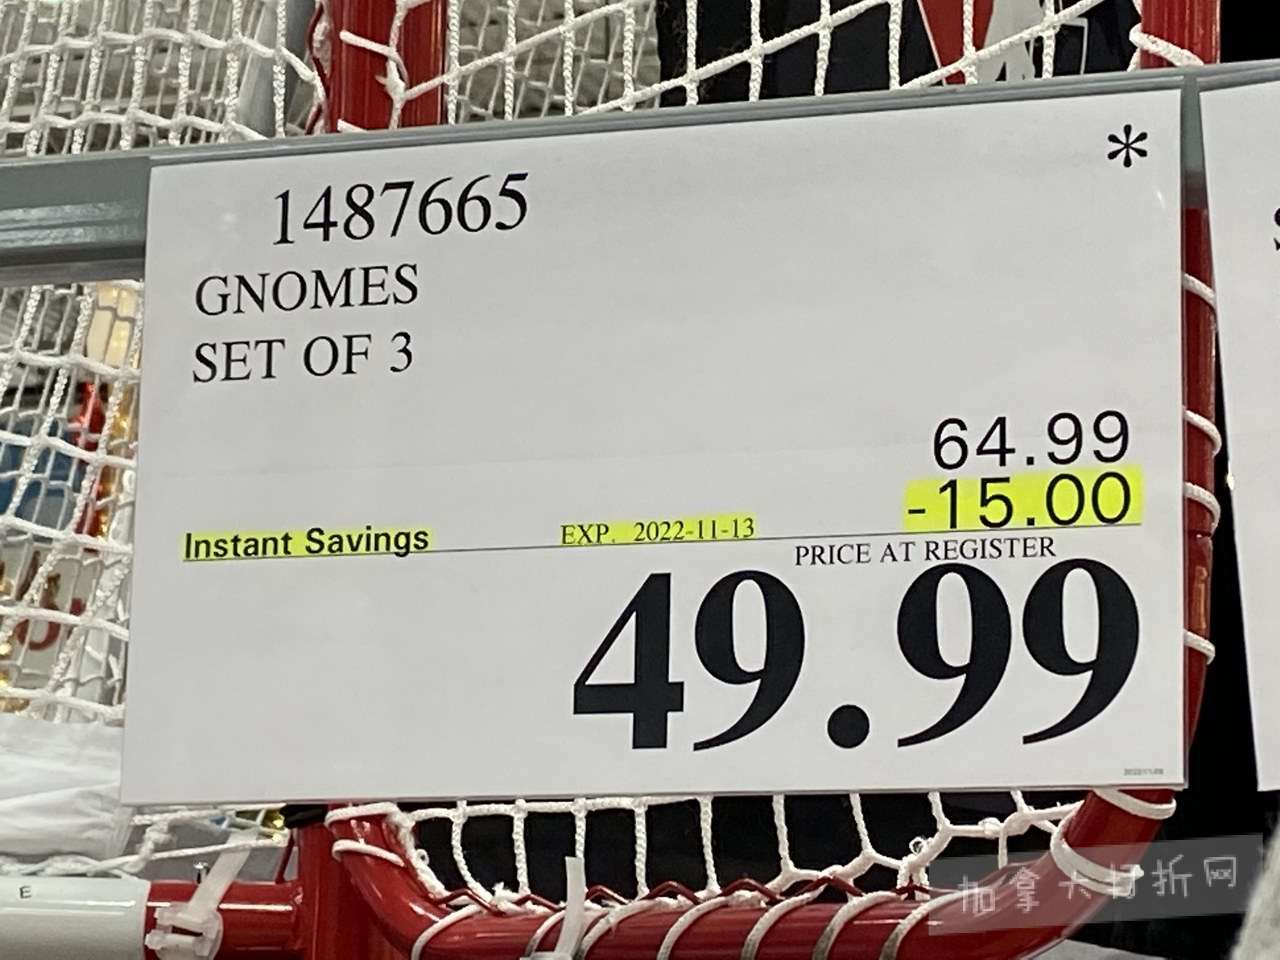 *
1487665
GNOMES
SET OF 3
64.99
-15.00
Instant Savings EXP. 2022-11-13
PRICE AT REGISTER
49.99
E
加拿大打折网